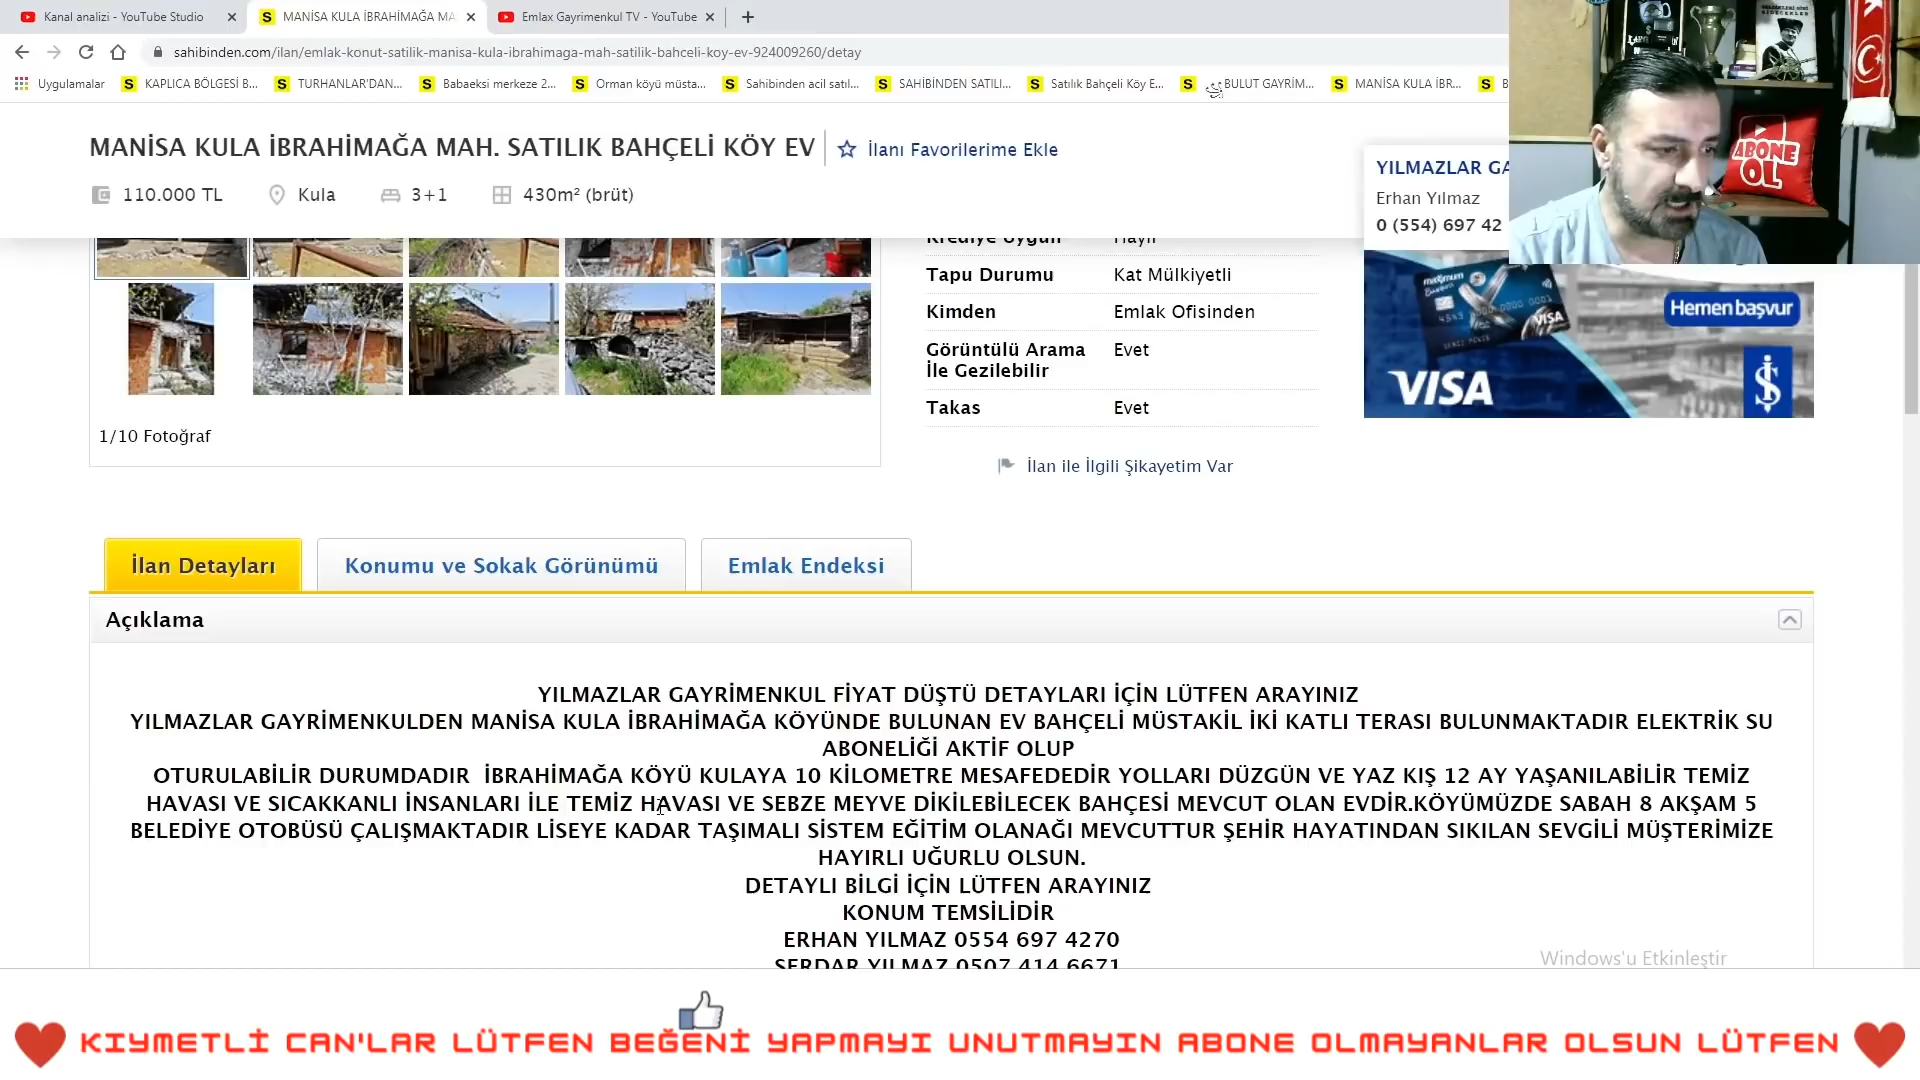 Kanal analizi - YouTube Studio
MANİSA KULA İBRAHİMAĞA MA
Emlax Gayrimenkul TV - YouTube
sahibinden.com/ilan/emlak-konut-satilik-manisa-kula-ibrahimaga-mah-satilik-bahceli-koy-ev-924009260/detay
Uygulamalar
KAPLICA BÖLGESİ B...
TURHANLAR'DAN...
Babaeksi merkeze 2...
Orman köyü müsta...
Sahibinden acil satıl...
SAHİBİNDEN SATILI...
Satılık Bahçeli Köy E...
BULUT GAYRİM...
MANİSA KULA İBR...
MANİSA KULA İBRAHİMAĞA MAH. SATILIK BAHÇELİ KÖY EV
İlanı Favorilerime Ekle
110.000 TL
Kula
3+1
430m² (brüt)
YILMAZLAR GA
Erhan Yılmaz
0 (554) 697 42
ABONE
OL
Krediye Uygun Hayır
Tapu Durumu Kat Mülkiyetli
Kimden Emlak Ofisinden
Görüntülü Arama Evet
İle Gezilebilir
Takas Evet
İlan ile İlgili Şikayetim Var
maximum
VISA
Hemen başvur
VISA
1/10 Fotoğraf
İlan Detayları
Konumu ve Sokak Görünümü
Emlak Endeksi
Açıklama
YILMAZLAR GAYRİMENKUL FİYAT DÜŞTÜ DETAYLARI İÇİN LÜTFEN ARAYINIZ
YILMAZLAR GAYRİMENKULDEN MANİSA KULA İBRAHİMAĞA KÖYÜNDE BULUNAN EV BAHÇELİ MÜSTAKİL İKİ KATLI TERASI BULUNMAKTADIR ELEKTRİK SU
ABONELİĞİ AKTİF OLUP
OTURULABİLİR DURUMDADIR İBRAHİMAĞA KÖYÜ KULAYA 10 KİLOMETRE MESAFEDEDİR YOLLARI DÜZGÜN VE YAZ KIŞ 12 AY YAŞANILABİLİR TEMİZ
HAVASI VE SICAKKANLI İNSANLARI İLE TEMİZ HAVASI VE SEBZE MEYVE DİKİLEBİLECEK BAHÇESİ MEVCUT OLAN EVDİR.KÖYÜMÜZDE SABAH 8 AKŞAM 5
BELEDİYE OTOBÜSÜ ÇALIŞMAKTADIR LİSEYE KADAR TAŞIMALI SİSTEM EĞİTİM OLANAĞI MEVCUTTUR ŞEHİR HAYATINDAN SIKILAN SEVGİLİ MÜŞTERİMİZE
HAYIRLI UĞURLU OLSUN.
DETAYLI BİLGİ İÇİN LÜTFEN ARAYINIZ
KONUM TEMSİLİDİR
ERHAN YILMAZ 0554 697 4270
SERDAR YILMAZ 0507 414 6671
Windows'u Etkinleştir
KIYMETLİ CAN'LAR LÜTFEN BEĞENİ YAPMAYI UNUTMAYIN ABONE OLMAYANLAR OLSUN LÜTFEN